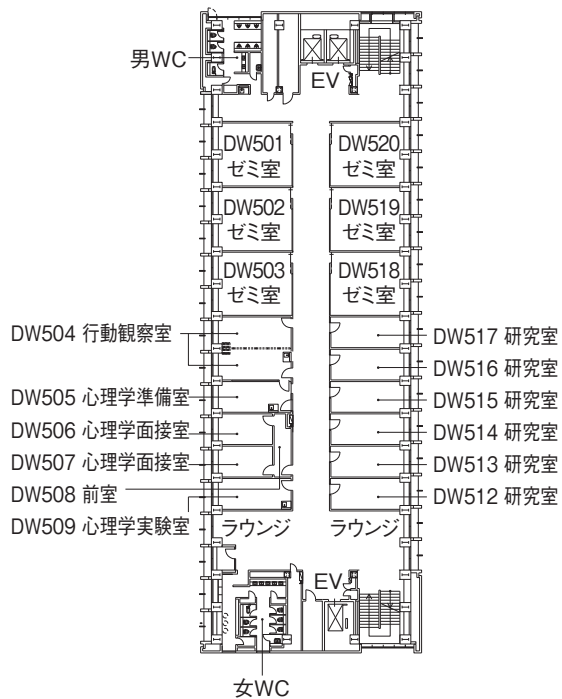 男WC
EV
DW501
ゼミ室
DW520
ゼミ室
DW502
ゼミ室
DW519
ゼミ室
DW503
ゼミ室
DW518
ゼミ室
DW504 行動観察室
DW517 研究室
DW516 研究室
DW505 心理学準備室
DW515 研究室
DW506 心理学面接室
DW514 研究室
DW507 心理学面接室
DW513 研究室
DW508 前室
DW512 研究室
DW509 心理学実験室
ラウンジ
ラウンジ
EV
女WC